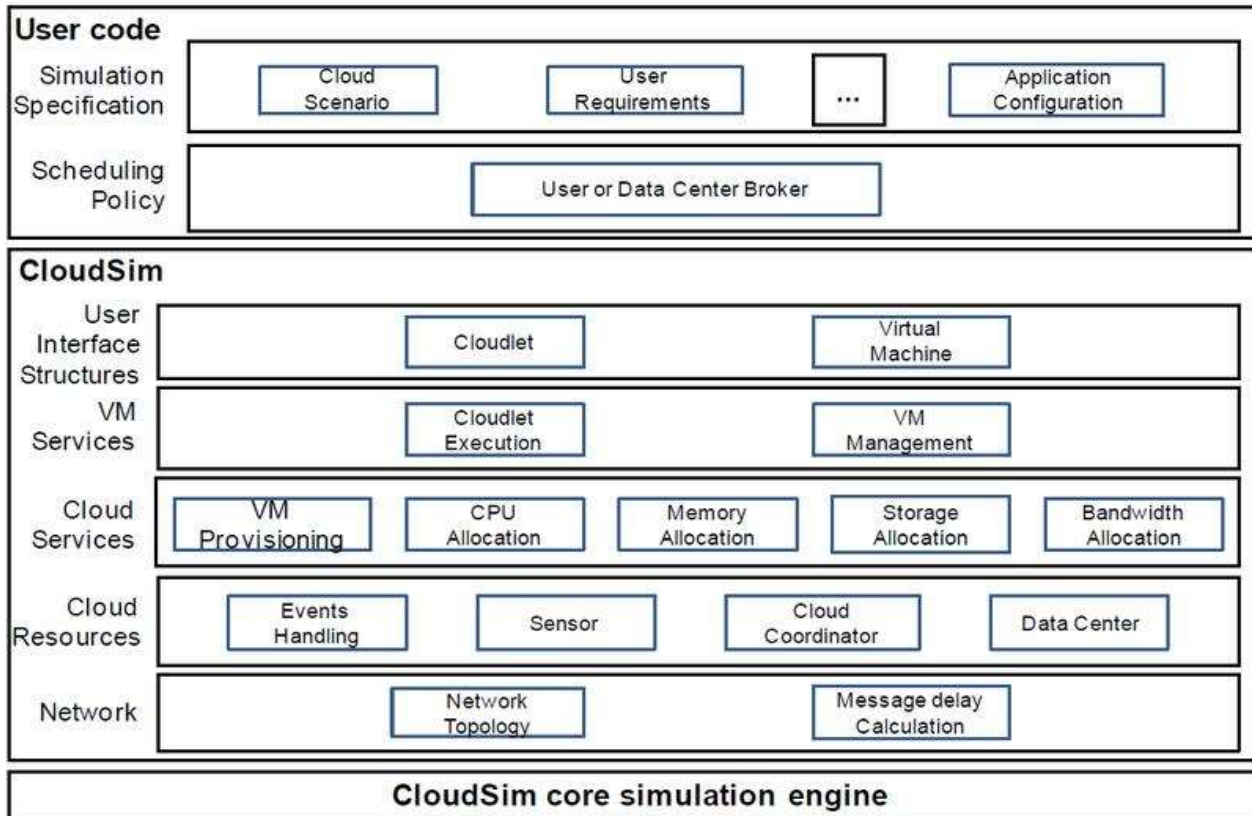 User code
Simulation
Specification
Cloud
Scenario
User
Requirements
...
Application
Configuration
Scheduling
Policy
User or Data Center Broker
CloudSim
User
Interface
Structures
Cloudlet
Virtual
Machine
VM
Services
Cloudlet
Execution
VM
Management
Cloud
Services
VM
Provisioning
CPU
Allocation
Memory
Allocation
Storage
Allocation
Bandwidth
Allocation
Cloud
Resources
Events
Handling
Sensor
Cloud
Coordinator
Data Center
Network
Network
Topology
Message delay
Calculation
CloudSim core simulation engine